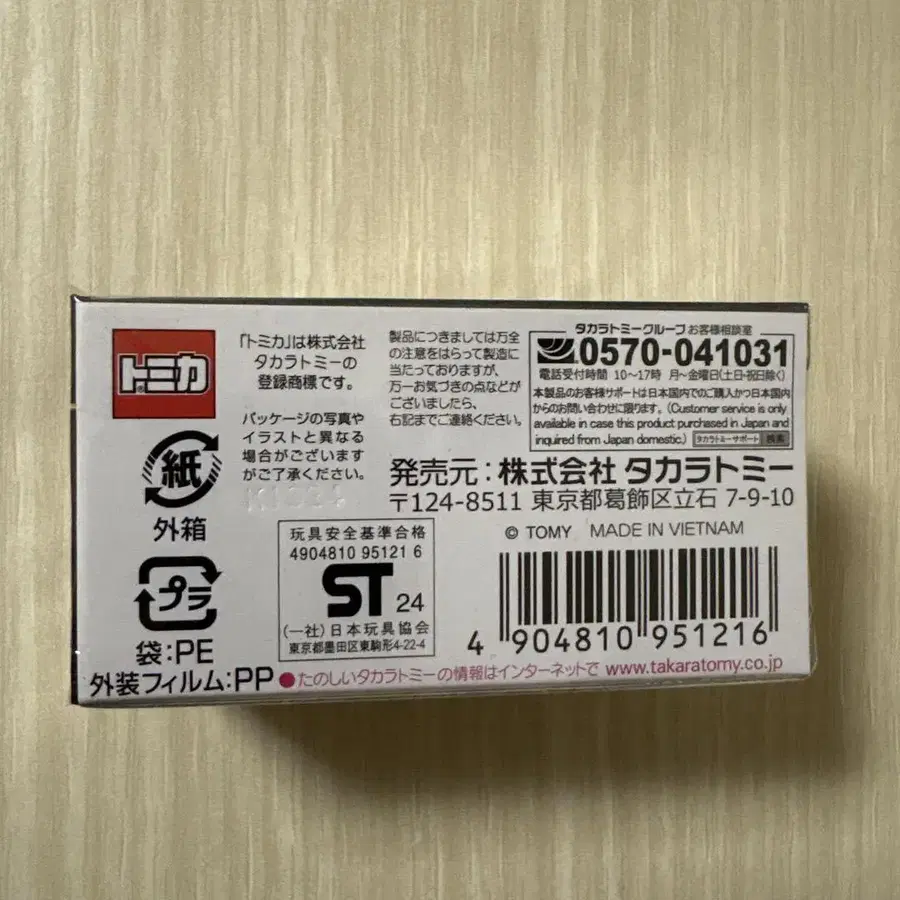 トミカ
「トミカ」は株式会社
タカラトミーの
登録商標です。
パッケージの写真や
イラストと異なる
場合がございます
がご了承ください。
製品につきましては万全
の注意をはらって製造に
当たっておりますが、
万一お気づきの点などが
ございましたら、
右記までご連絡ください。
タカラトミーグループ お客様相談室
0570-041031
電話受付時間 10〜17時 月〜金曜日(土日・祝日除く)
本製品のお客様サポートは日本国内でのご購入かつ日本国内
からのお問い合わせに限ります。(Customer service is only
available in case this product purchased in Japan and
inquired from Japan domestic.) タカラトミーサポート 検索
発売元:株式会社 タカラトミー
〒124-8511 東京都葛飾区立石 7-9-10
© TOMY MADE IN VIETNAM
紙
外箱
プラ
袋:PE
外装フィルム:PP
玩具安全基準合格
4904810 95121 6
ST 24
(一社)日本玩具協会
東京都墨田区東駒形4-22-4
4 904810 951216
●たのしいタカラトミーの情報はインターネットで www.takaratomy.co.jp